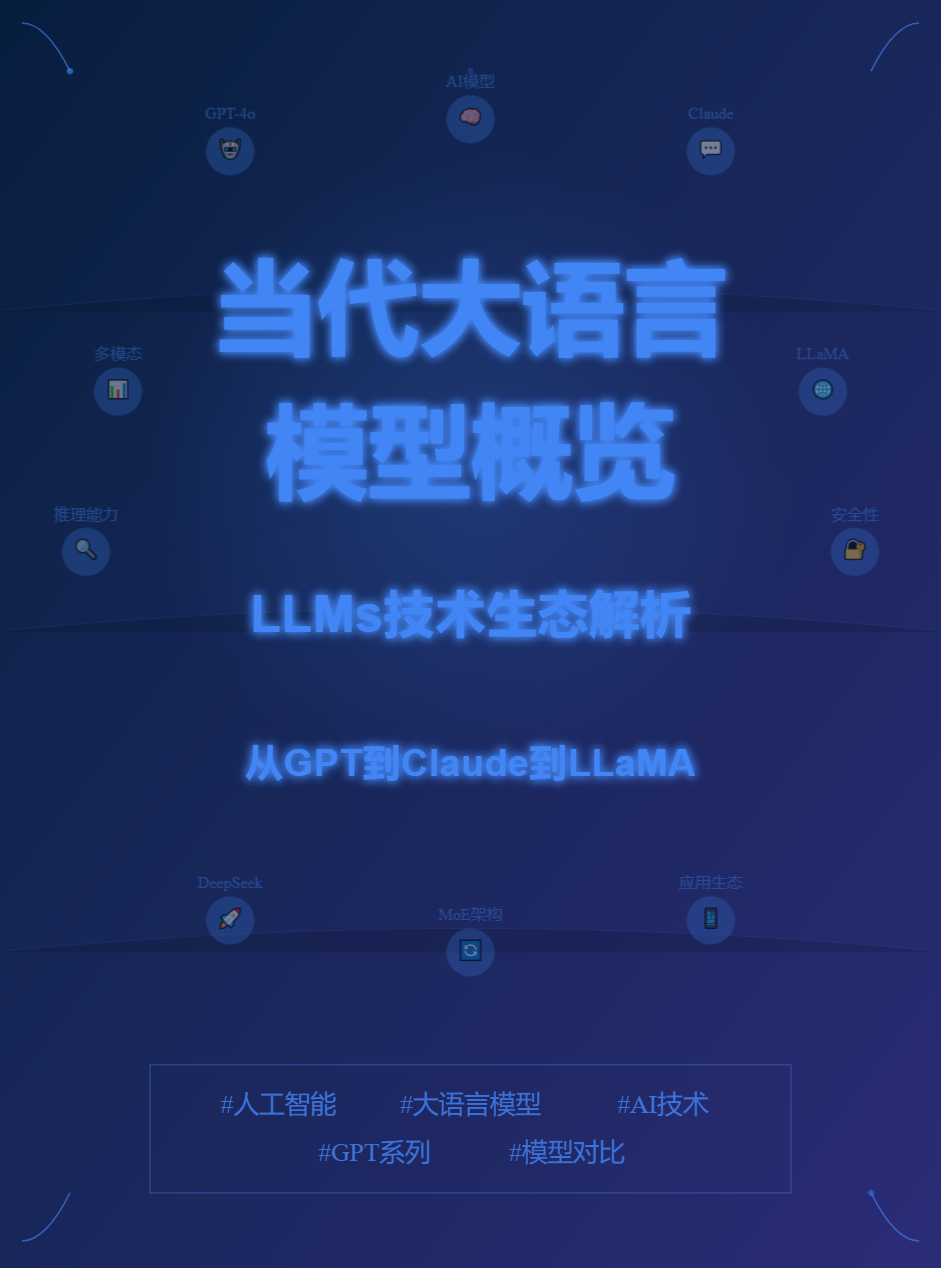 AI模型
GPT-4o
Claude
当代大语言
多模态
LLaMA
模型概览
推理能力
安全性
LLMs技术生态解析
从GPT到Claude到LLaMA
DeepSeek
应用生态
MoE架构
#人工智能 #大语言模型 #AI技术
#GPT系列 #模型对比